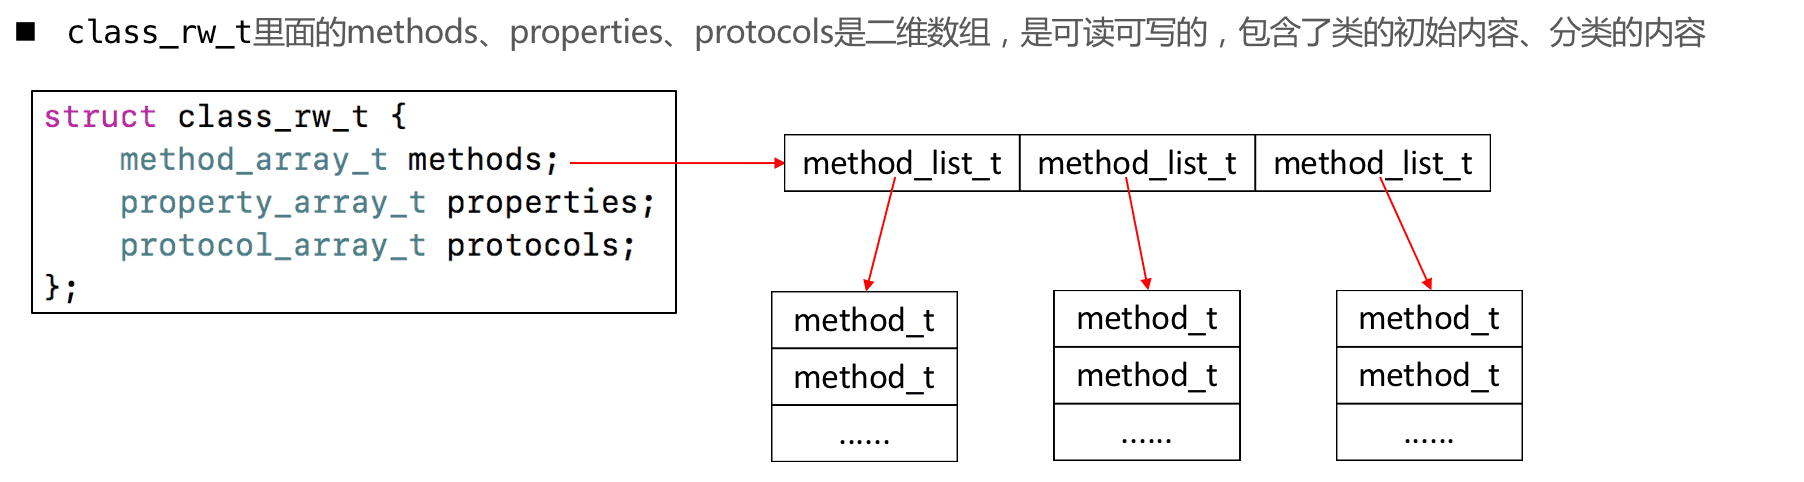 ■ class_rw_t里面的methods、properties、protocols是二维数组，是可读可写的，包含了类的初始内容、分类的内容
struct class_rw_t {
method_array_t methods;
property_array_t properties;
protocol_array_t protocols;
};
method_list_t method_list_t method_list_t
method_t method_t method_t
method_t method_t method_t
...... ...... ......